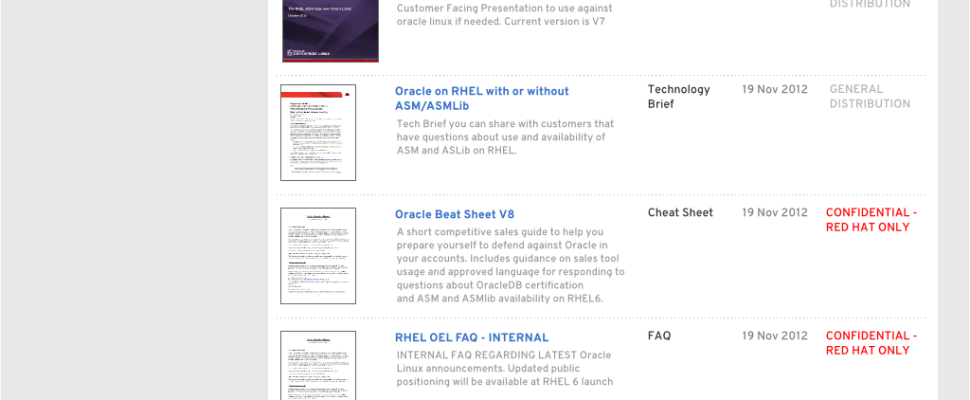 Customer Facing Presentation to use against
oracle linux if needed. Current version is V7
DISTRIBUTION
Oracle on RHEL with or without
ASM/ASMLib
Tech Brief you can share with customers that
have questions about use and availability of
ASM and ASLib on RHEL.
Technology
Brief
19 Nov 2012
GENERAL
DISTRIBUTION
Oracle Beat Sheet V8
A short competitive sales guide to help you
prepare yourself to defend against Oracle in
your accounts. Includes guidance on sales tool
usage and approved language for responding to
questions about OracleDB certification
and ASM and ASMlib availability on RHEL6.
Cheat Sheet
19 Nov 2012
CONFIDENTIAL -
RED HAT ONLY
RHEL OEL FAQ - INTERNAL
INTERNAL FAQ REGARDING LATEST Oracle
Linux announcements. Updated public
positioning will be available at RHEL 6 launch
FAQ
19 Nov 2012
CONFIDENTIAL -
RED HAT ONLY